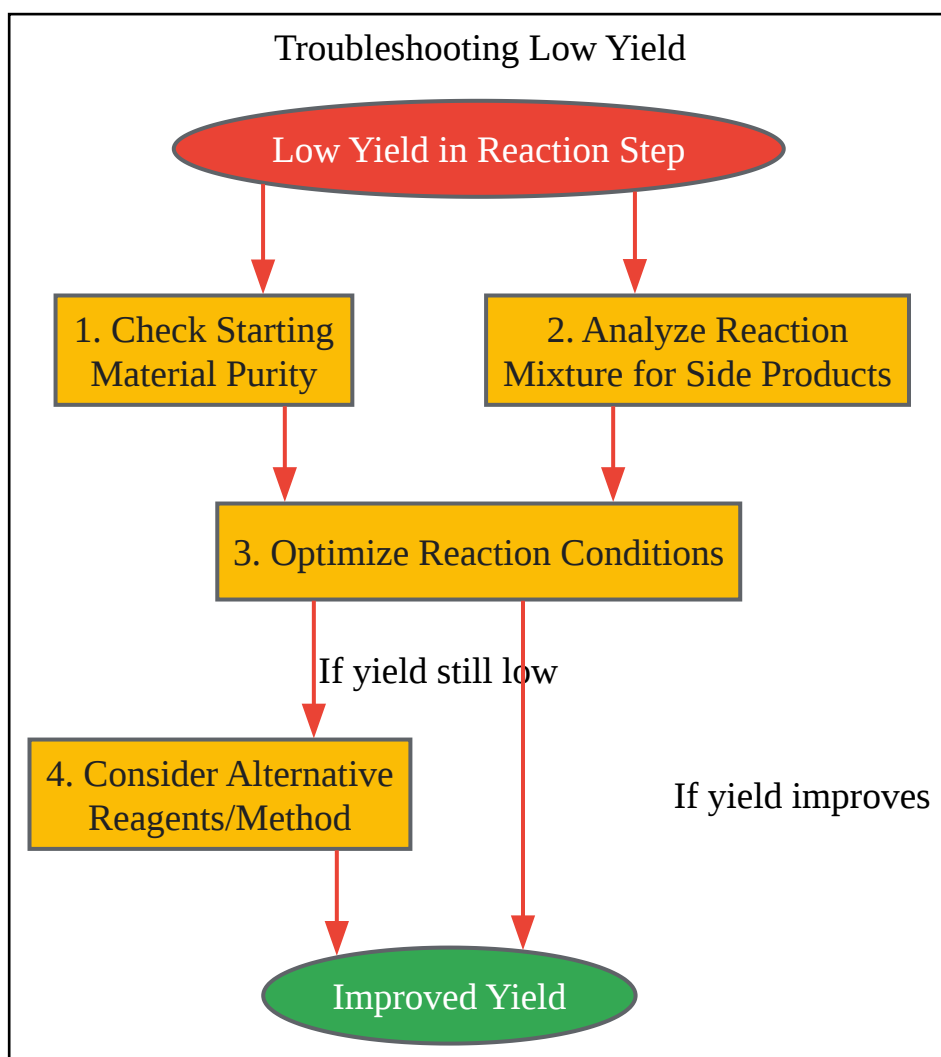 Troubleshooting Low Yield
Low Yield in Reaction Step
1. Check Starting
Material Purity
2. Analyze Reaction
Mixture for Side Products
3. Optimize Reaction Conditions
If yield still low
4. Consider Alternative
Reagents/Method
If yield improves
Improved Yield